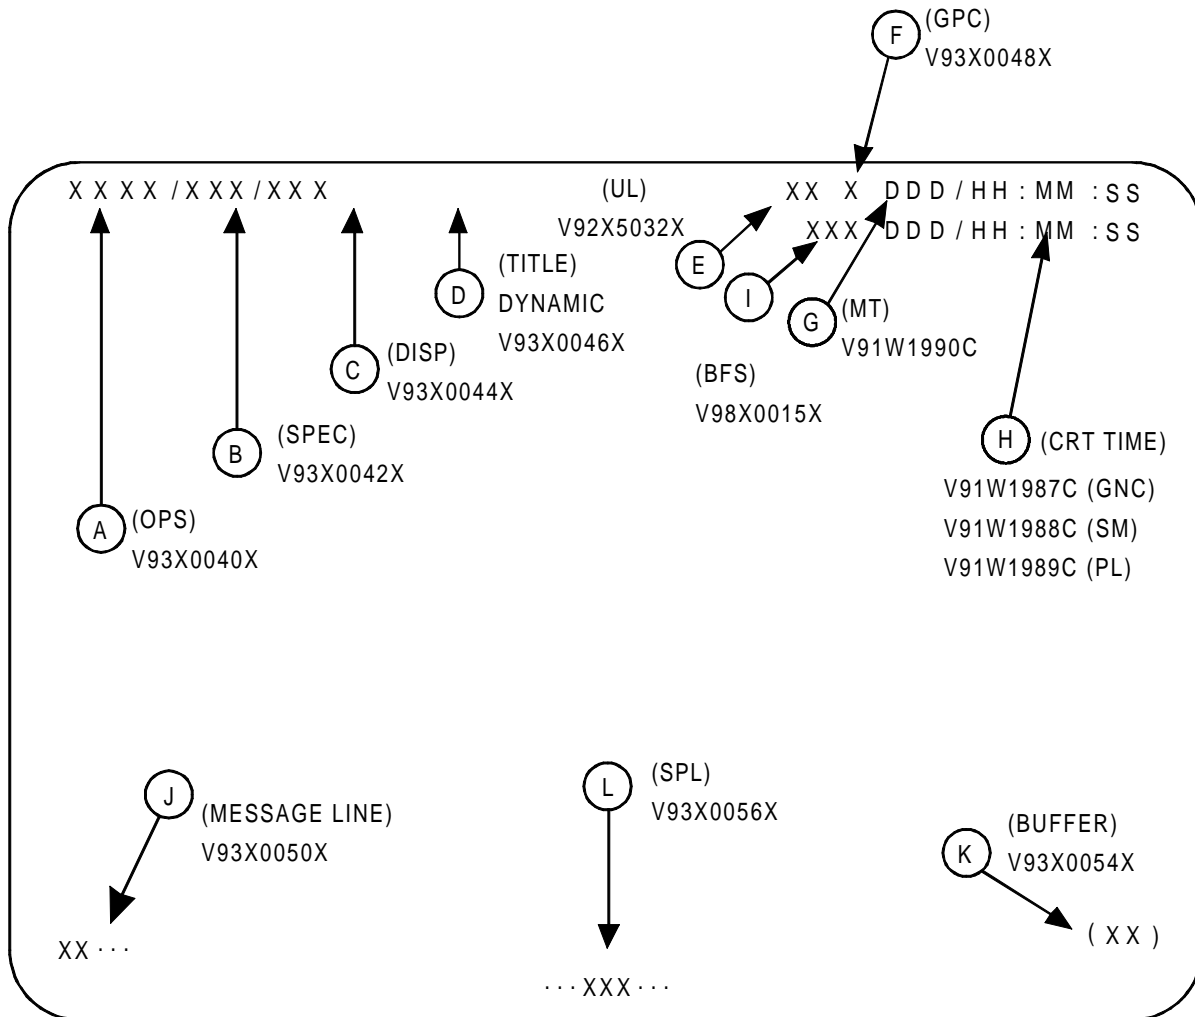 F (GPC)
V93X0048X
X X X X / X X X / X X X
(UL)
V92X5032X
XX X D D D / H H : M M : S S
X X X D D D / H H : M M : S S
E
I
D (TITLE)
DYNAMIC
V93X0046X
G (MT)
V91W1990C
C (DISP)
V93X0044X
(BFS)
V98X0015X
B (SPEC)
V93X0042X
H (CRT TIME)
V91W1987C (GNC)
V91W1988C (SM)
V91W1989C (PL)
A (OPS)
V93X0040X
J (MESSAGE LINE)
V93X0050X
L (SPL)
V93X0056X
K (BUFFER)
V93X0054X
XX . . .
( X X )
. . . XXX . . .